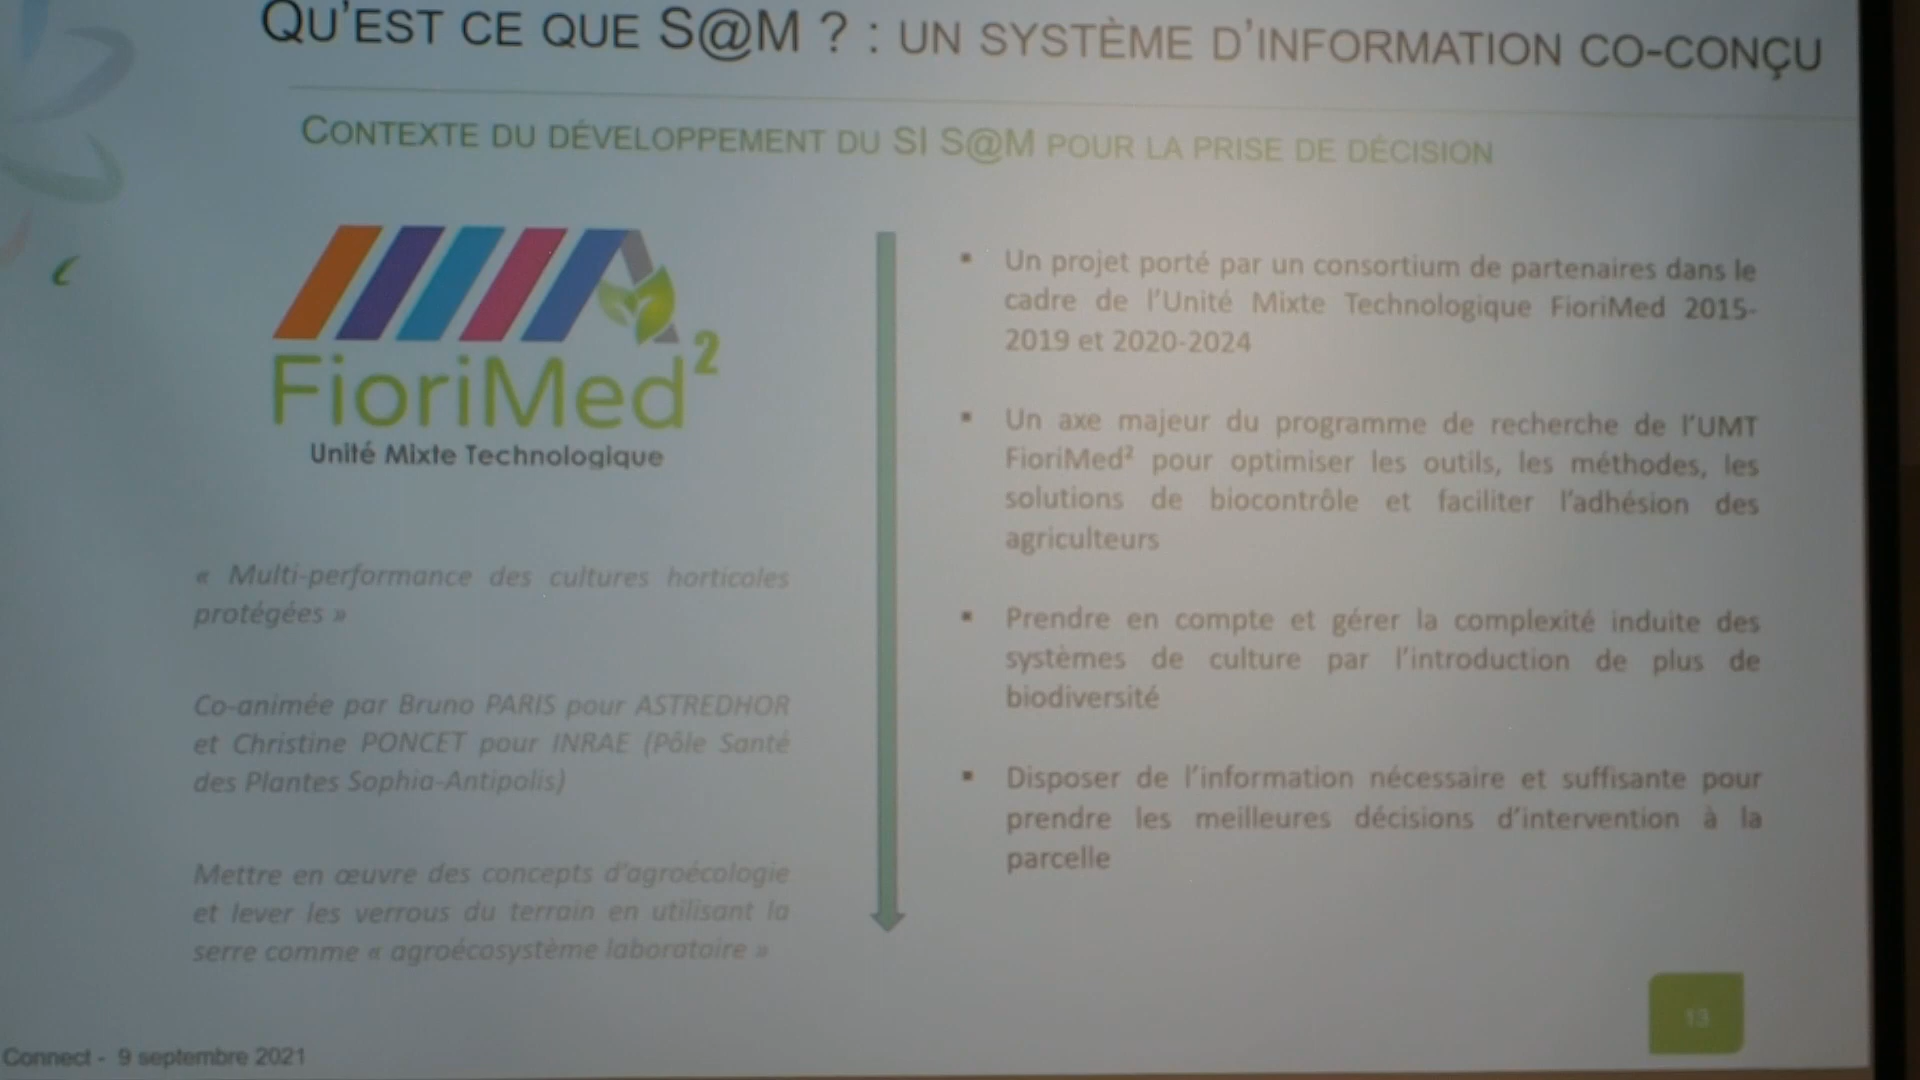 QU'EST CE QUE S@M ? : UN SYSTÈME D'INFORMATION CO-CONÇU
CONTEXTE DU DÉVELOPPEMENT DU SI S@M POUR LA PRISE DE DÉCISION
FioriMed²
Unité Mixte Technologique
« Multi-performance des cultures horticoles
protégées »
Co-animée par Bruno PARIS pour ASTREDHOR
et Christine PONCET pour INRAE (Pôle Santé
des Plantes Sophia-Antipolis)
Mettre en œuvre des concepts d'agroécologie
et lever les verrous du terrain en utilisant la
serre comme « agroécosystème laboratoire »
▪ Un projet porté par un consortium de partenaires dans le
cadre de l'Unité Mixte Technologique FioriMed 2015-
2019 et 2020-2024
▪ Un axe majeur du programme de recherche de l'UMT
FioriMed² pour optimiser les outils, les méthodes, les
solutions de biocontrôle et faciliter l'adhésion des
agriculteurs
▪ Prendre en compte et gérer la complexité induite des
systèmes de culture par l'introduction de plus de
biodiversité
▪ Disposer de l'information nécessaire et suffisante pour
prendre les meilleures décisions d'intervention à la
parcelle
Connect - 9 septembre 2021
13